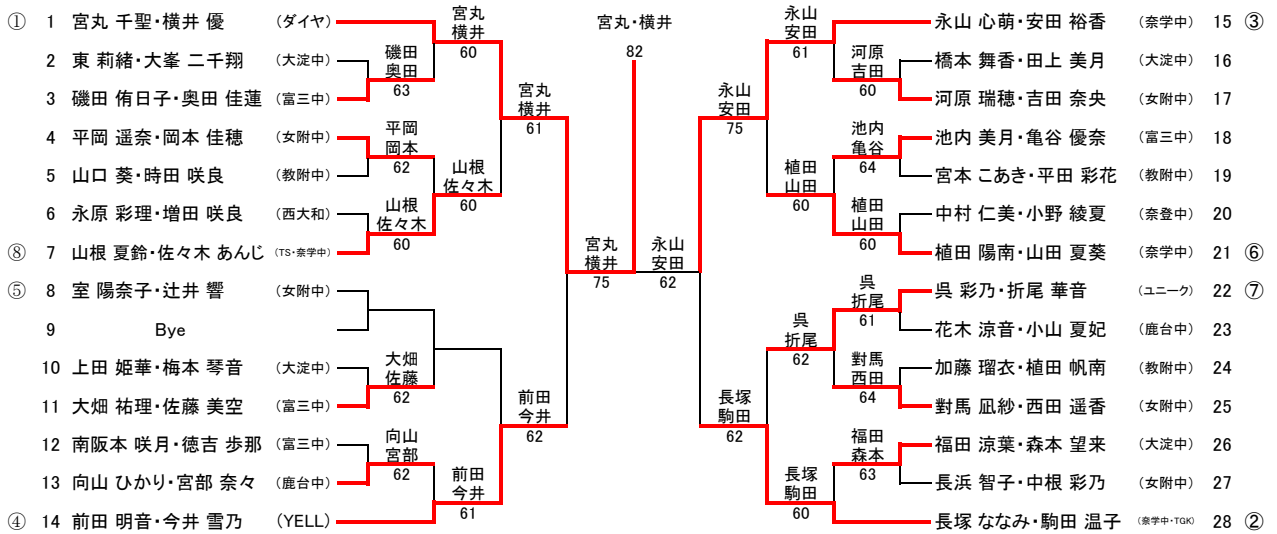 ① 1 宮丸 千聖・横井 優 (ダイヤ)
2 東 莉緒・大峯 二千翔 (大淀中)
3 磯田 侑日子・奥田 佳蓮 (富三中)
4 平岡 遥奈・岡本 佳穂 (女附中)
5 山口 葵・時田 咲良 (教附中)
6 永原 彩理・増田 咲良 (西大和)
⑧ 7 山根 夏鈴・佐々木 あんじ (TS・奈学中)
⑤ 8 室 陽奈子・辻井 響 (女附中)
9 Bye
10 上田 姫華・梅本 琴音 (大淀中)
11 大畑 祐理・佐藤 美空 (富三中)
12 南阪本 咲月・徳吉 歩那 (富三中)
13 向山 ひかり・宮部 奈々 (鹿台中)
④ 14 前田 明音・今井 雪乃 (YELL)
磯田
奥田
63
平岡
岡本
62
山根
佐々木
60
大畑
佐藤
62
向山
宮部
62
宮丸
横井
60
山根
佐々木
60
前田
今井
61
宮丸
横井
61
前田
今井
62
宮丸
横井
75
宮丸・横井
82
永山
安田
62
永山
安田
75
長塚
駒田
62
永山
安田
61
植田
山田
60
呉
折尾
62
長塚
駒田
60
河原
吉田
60
池内
亀谷
64
植田
山田
60
呉
折尾
61
對馬
西田
64
福田
森本
63
永山 心萌・安田 裕香 (奈学中) 15 ③
橋本 舞香・田上 美月 (大淀中) 16
河原 瑞穂・吉田 奈央 (女附中) 17
池内 美月・亀谷 優奈 (富三中) 18
宮本 こあき・平田 彩花 (教附中) 19
中村 仁美・小野 綾夏 (奈登中) 20
植田 陽南・山田 夏葵 (奈学中) 21 ⑥
呉 彩乃・折尾 華音 (ユニーク) 22 ⑦
花木 涼音・小山 夏妃 (鹿台中) 23
加藤 瑠衣・植田 帆南 (教附中) 24
對馬 凪紗・西田 遥香 (女附中) 25
福田 涼葉・森本 望来 (大淀中) 26
長浜 智子・中根 彩乃 (女附中) 27
長塚 ななみ・駒田 温子 (奈学中・TGK) 28 ②